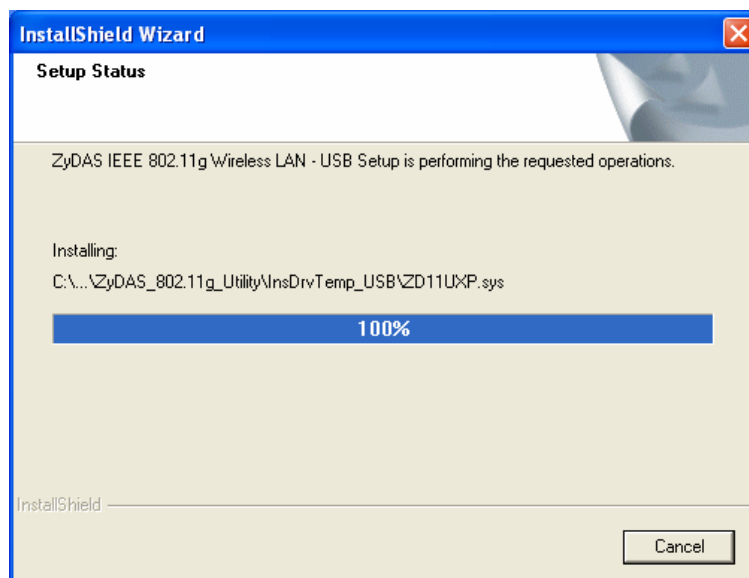 InstallShield Wizard
Setup Status
ZyDAS IEEE 802.11g Wireless LAN - USB Setup is performing the requested operations.
Installing:
C:\...\ZyDAS_802.11g_Utility\InsDrvTemp_USB\ZD11UXP.sys
100%
InstallShield
Cancel